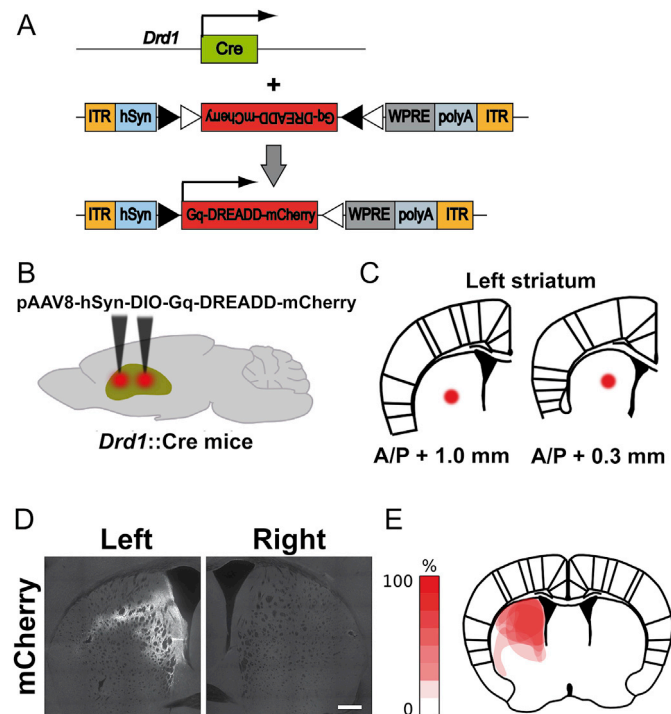 A
Drd1
Cre
+
ITR hSyn Gq-DREADD-mCherry WPRE polyA ITR
ITR hSyn Gq-DREADD-mCherry WPRE polyA ITR
B
pAAV8-hSyn-DIO-Gq-DREADD-mCherry
Drd1::Cre mice
C
Left striatum
A/P + 1.0 mm
A/P + 0.3 mm
D
Left
Right
mCherry
E
%
100
0